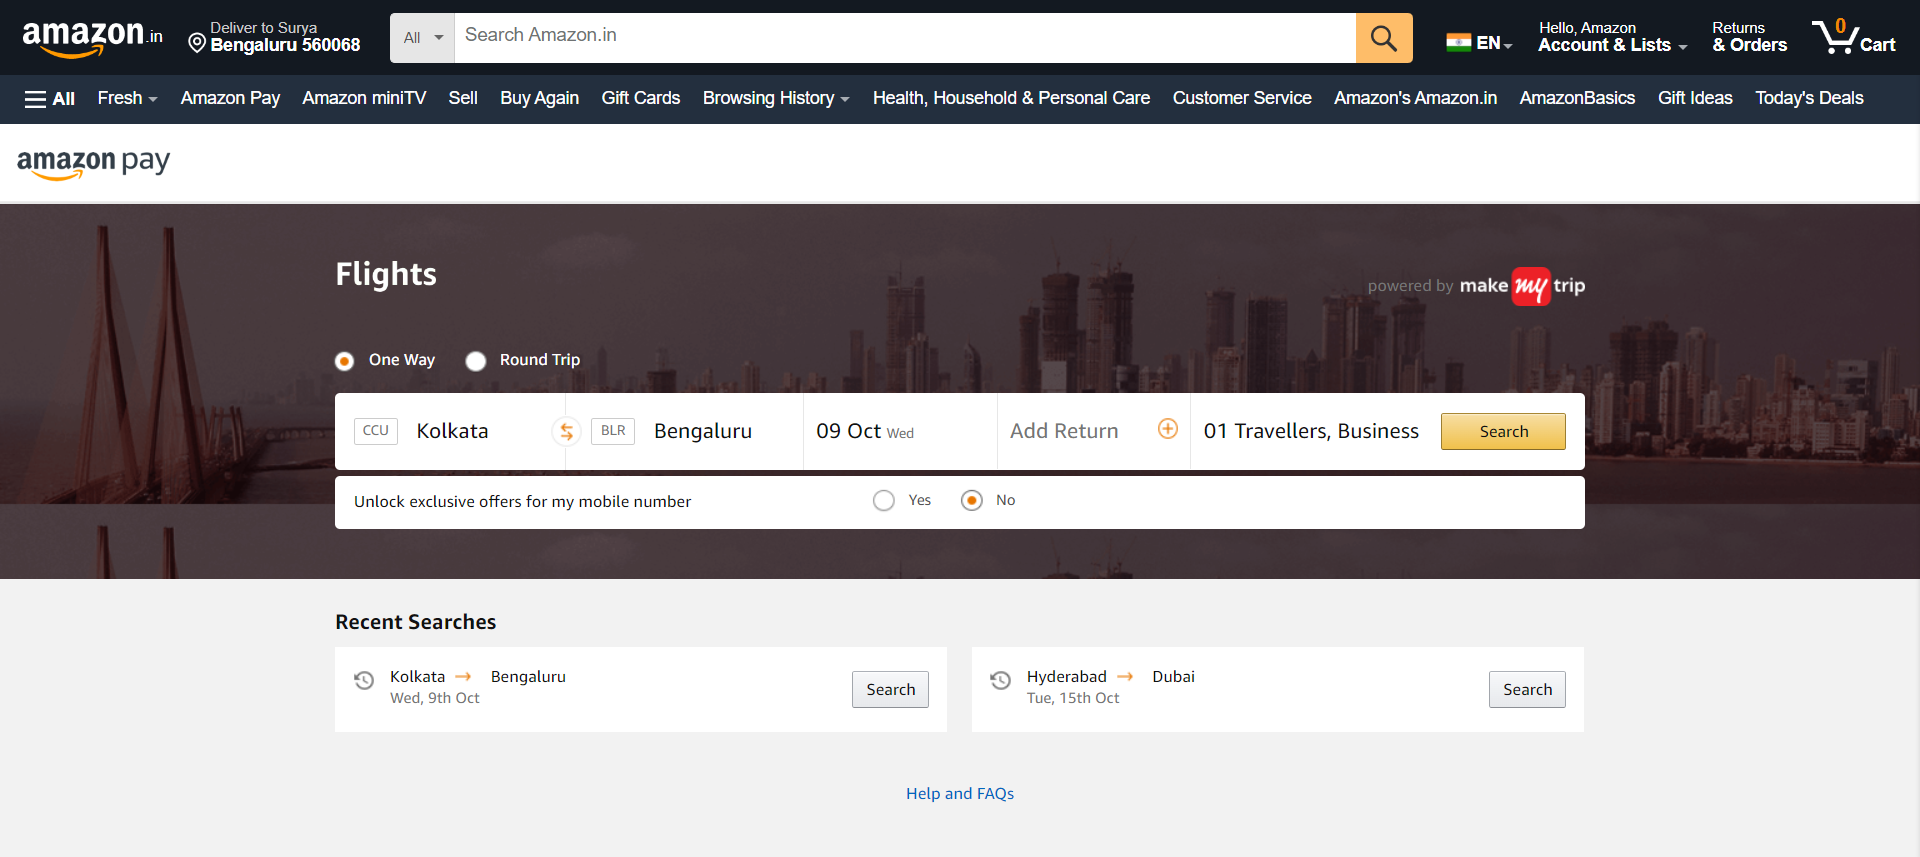 amazon.in
Deliver to Surya
Bengaluru 560068
All
Search Amazon.in
EN
Hello, Amazon
Account & Lists
Returns
& Orders
0
Cart
All
Fresh
Amazon Pay
Amazon miniTV
Sell
Buy Again
Gift Cards
Browsing History
Health, Household & Personal Care
Customer Service
Amazon's Amazon.in
AmazonBasics
Gift Ideas
Today's Deals
amazon pay
Flights
powered by make my trip
One Way
Round Trip
CCU Kolkata
BLR Bengaluru
09 Oct Wed
Add Return
01 Travellers, Business
Search
Unlock exclusive offers for my mobile number
Yes
No
Recent Searches
Kolkata → Bengaluru
Wed, 9th Oct
Search
Hyderabad → Dubai
Tue, 15th Oct
Search
Help and FAQs